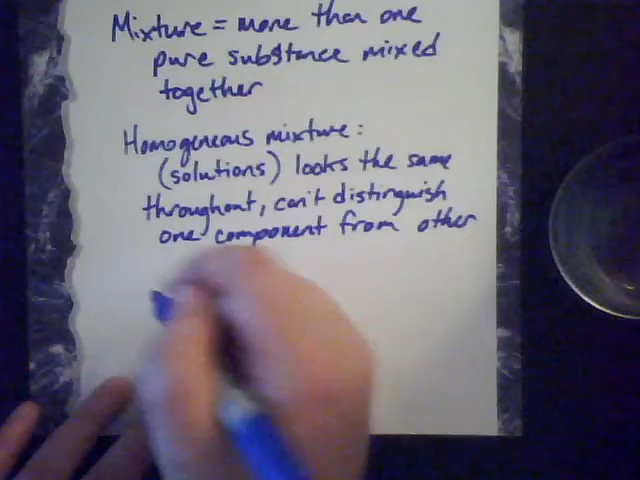 Mixture = more than one
pure substance mixed
together
Homogeneous mixture:
(solutions) looks the same
throughout, can't distinguish
one component from other